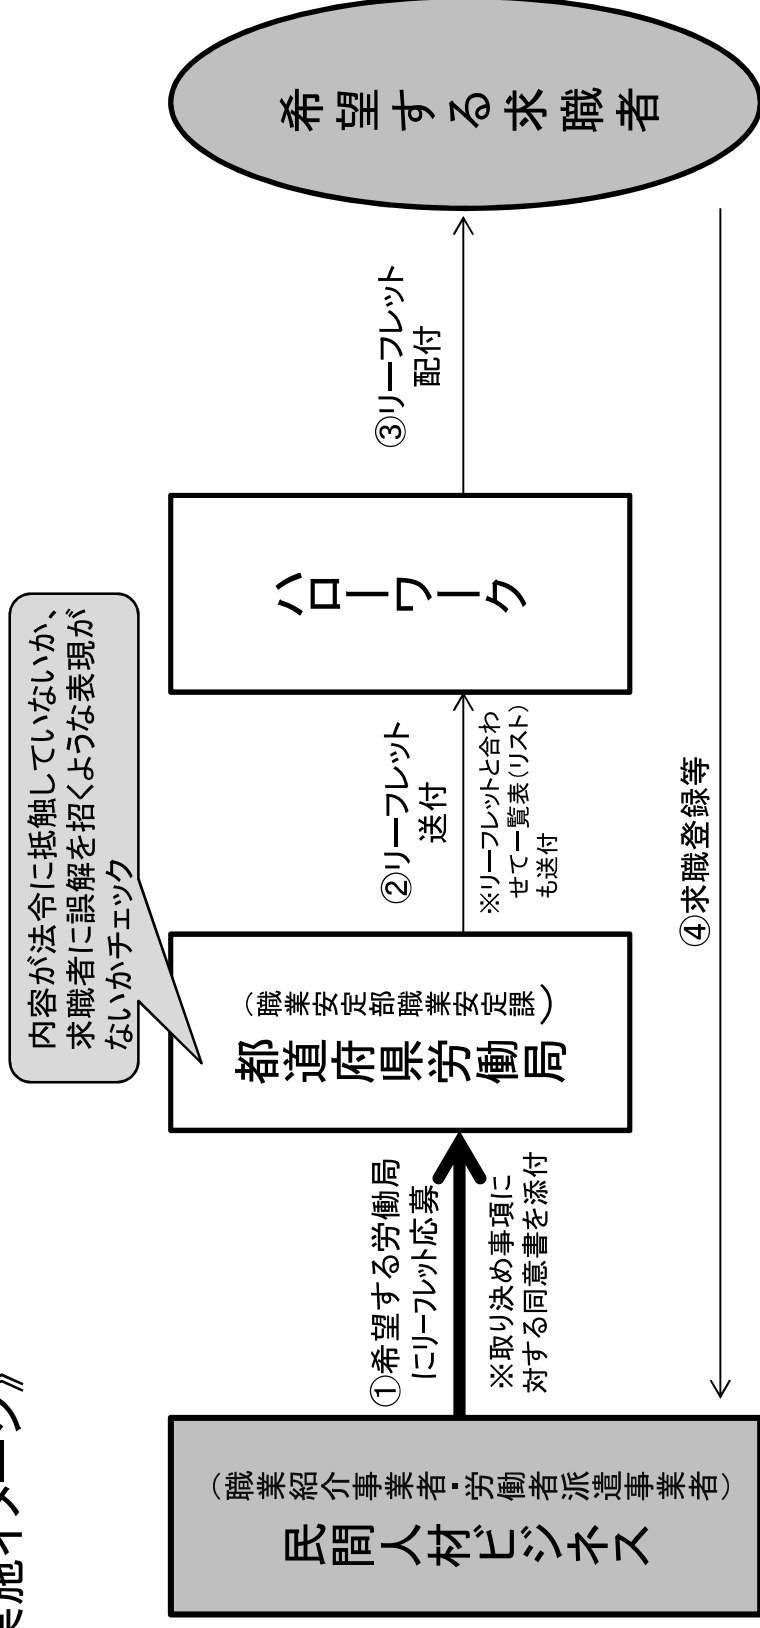 施イメージ》
内容が法令に抵触していないか、
求職者に誤解を招くような表現が
ないかチェック
民間人材ビジネス
（職業紹介事業者・労働者派遣事業者）
①希望する労働局
にリーフレット応募
※取り決め事項に
対する同意書を添付
都道府県労働局
（職業安定部職業安定課）
②リーフレット
送付
※リーフレットと合わ
せて一覧表（リスト）
も送付
ハローワーク
③リーフレット
配付
希望する求職者
④求職登録等